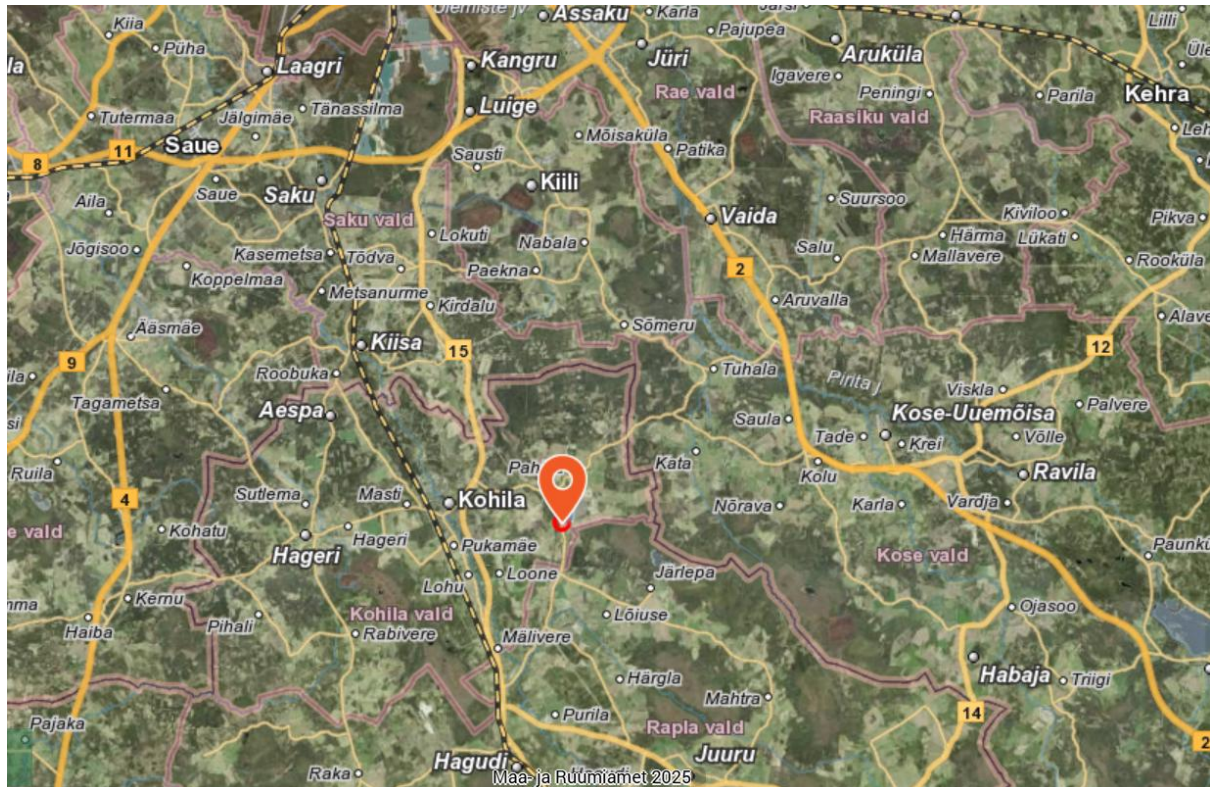 Ülemiste jv
Assaku
Karla
Järsi
Kiia
Püha
Pajupea
Aruküla
Lilli
Kangru
Jüri
Laagri
Igavere
Rae vald
Peningi
Parila
Kehra
Tänassilma
Luige
Tutermaa
Jälgimäe
Raasiku vald
Mõisaküla
Saue
Patika
11
8
Sausti
Saue
Saku
Kiili
Aila
Suursoo
Saku vald
Vaida
Kiviloo
Pikva
Lokuti
Härma
Lükati
Jõgisoo
Nabala
Salu
Kasemetsa
Tõdva
Mallavere
Rooküla
Koppelmaa
Paekna
2
Metsanurme
Kirdalu
Aruvalla
Ääsmäe
Sõmeru
Kiisa
15
12
9
Roobuka
Tuhala
Pirita j
Viskla
Tagametsa
Aespa
Saula
Kose-Uuemõisa
Palvere
Tade
Krei
Võlle
Ruila
Kata
Kolu
Ravila
Sutlema
Masti
Kohila
4
Nõrava
Karla
Vardja
Kohatu
Hageri
Hageri
Pukamäe
Kose vald
Lohu
Loone
Järlepa
Kernu
Kohila vald
Lõiuse
Ojasoo
Haiba
Pihali
Rabivere
Mälivere
Habaja
Triigi
Härgla
Mahtra
Purila
14
Pajaka
Rapla vald
2
Hagudi
Juuru
Raka
Maa- ja Ruumiamet 2025